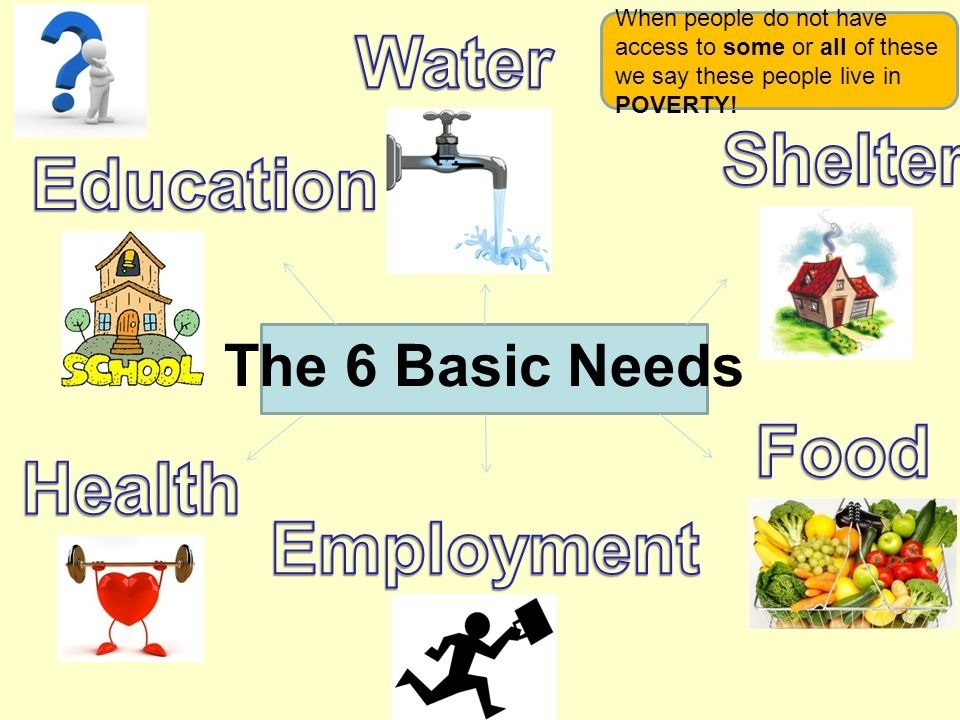 When people do not have
access to some or all of these
we say these people live in
POVERTY!
Water
Shelter
Education
SCHOOL
The 6 Basic Needs
Food
Health
Employment